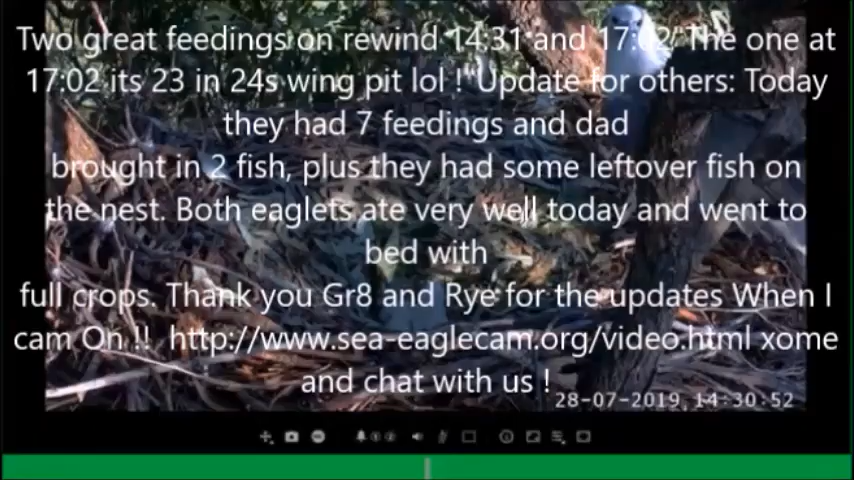 Two great feedings on rewind 14:31 and 17:02"The one at
17:02 its 23 in 24s wing pit lol !"Update for others: Today
they had 7 feedings and dad
brought in 2 fish, plus they had some leftover fish on
the nest. Both eaglets ate very well today and went to
bed with
full crops. Thank you Gr8 and Rye for the updates When I
cam On !!  http://www.sea-eaglecam.org/video.html xome
and chat with us !
28-07-2019 14:30:52